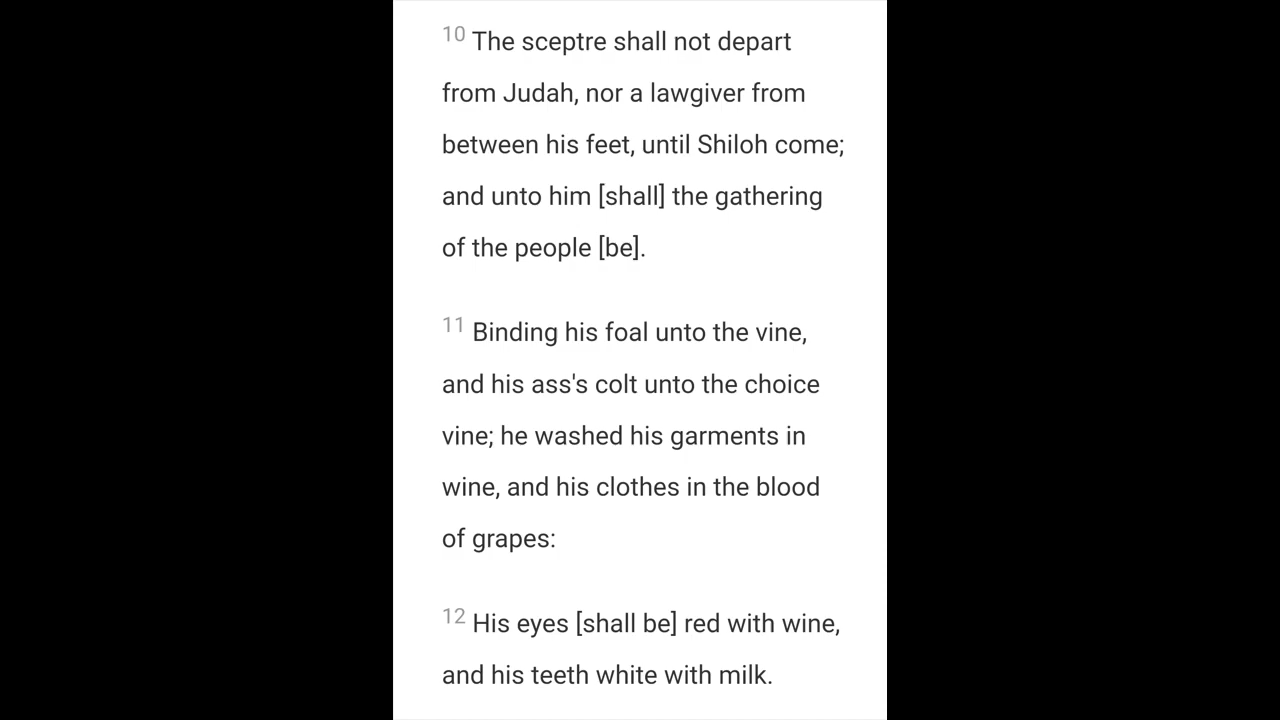 10 The sceptre shall not depart
from Judah, nor a lawgiver from
between his feet, until Shiloh come;
and unto him [shall] the gathering
of the people [be].
11 Binding his foal unto the vine,
and his ass's colt unto the choice
vine; he washed his garments in
wine, and his clothes in the blood
of grapes:
12 His eyes [shall be] red with wine,
and his teeth white with milk.